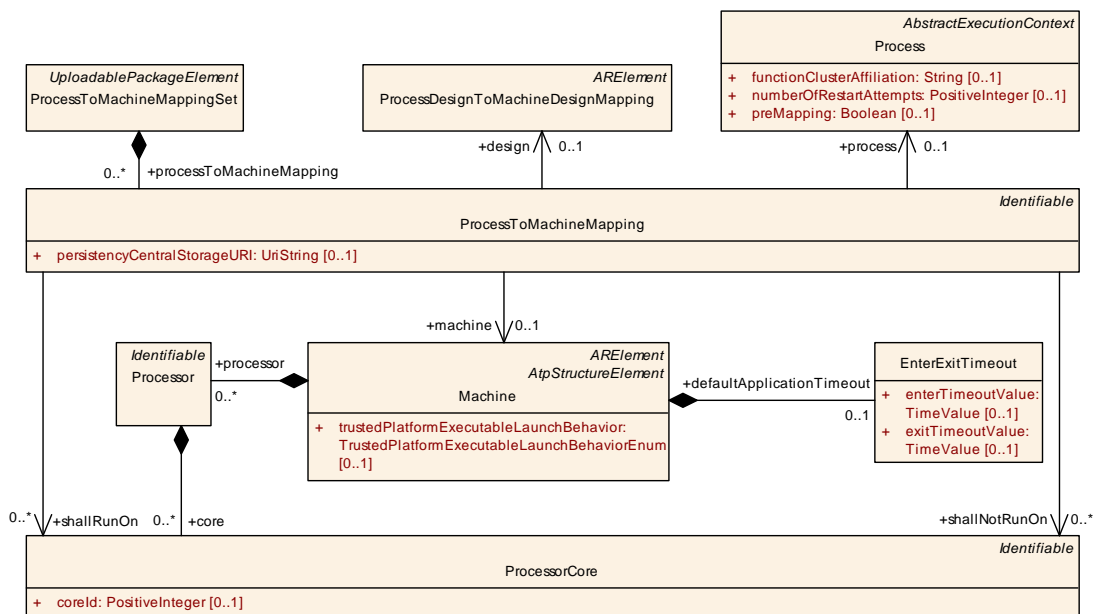 AbstractExecutionContext
Process
+ functionClusterAffiliation: String [0..1]
+ numberOfRestartAttempts: PositiveInteger [0..1]
+ preMapping: Boolean [0..1]
UploadablePackageElement
ProcessToMachineMappingSet
ARElement
ProcessDesignToMachineDesignMapping
+design 0..1
+process 0..1
0..* +processToMachineMapping
Identifiable
ProcessToMachineMapping
+ persistencyCentralStorageURI: UriString [0..1]
+machine 0..1
Identifiable
Processor
+processor
0..*
ARElement
AtpStructureElement
Machine
+ trustedPlatformExecutableLaunchBehavior:
TrustedPlatformExecutableLaunchBehaviorEnum
[0..1]
+defaultApplicationTimeout
0..1
EnterExitTimeout
+ enterTimeoutValue:
TimeValue [0..1]
+ exitTimeoutValue:
TimeValue [0..1]
0..* +shallRunOn
0..* +core
+shallNotRunOn 0..*
Identifiable
ProcessorCore
+ coreId: PositiveInteger [0..1]